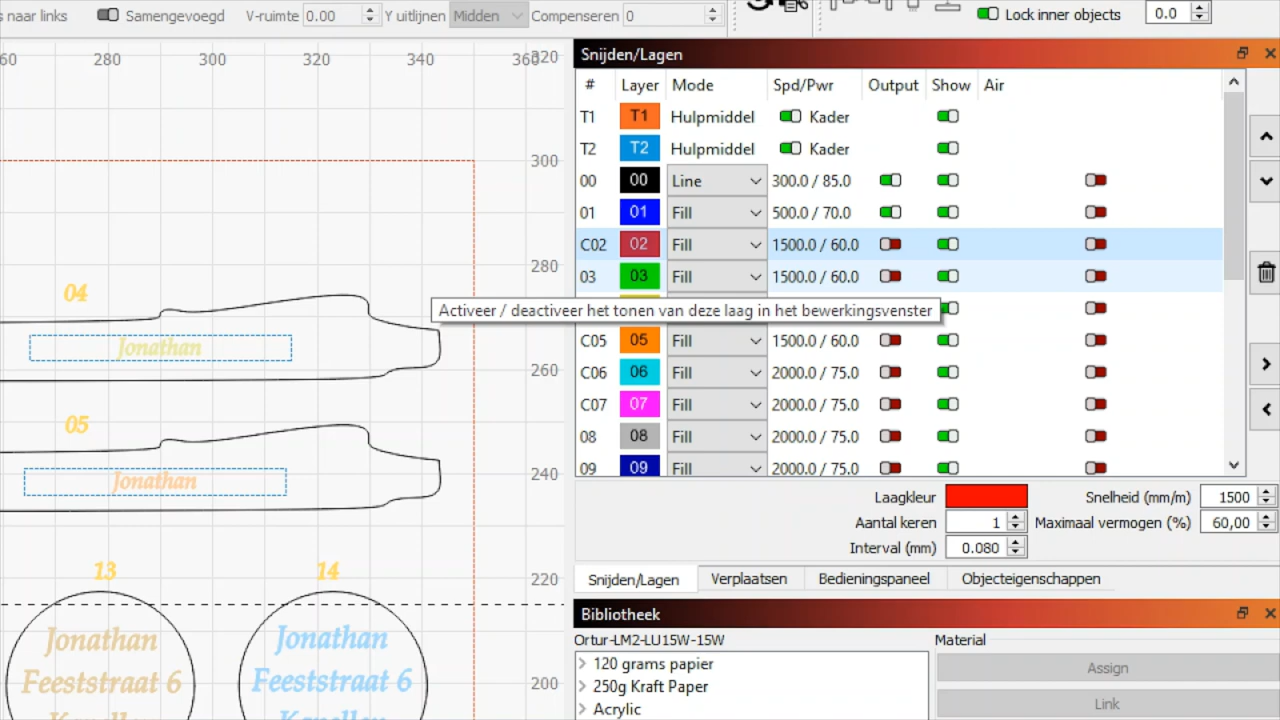 ar links
Samengevoegd
V-ruimte
0.00
Y uitlijnen
Midden
Compenseren
0
Lock inner objects
0.0
280
300
320
340
320
300
280
260
240
220
200
04
Jonathan
05
Jonathan
13
14
Jonathan
Feeststraat 6
Jonathan
Feeststraat 6
Snijden/Lagen
# Layer Mode Spd/Pwr Output Show Air
T1 T1 Hulpmiddel Kader
T2 T2 Hulpmiddel Kader
00 00 Line 300.0 / 85.0
01 01 Fill 500.0 / 70.0
C02 02 Fill 1500.0 / 60.0
03 03 Fill 1500.0 / 60.0
Activeer / deactiveer het tonen van deze laag in het bewerkingsvenster
C05 05 Fill 1500.0 / 60.0
C06 06 Fill 2000.0 / 75.0
C07 07 Fill 2000.0 / 75.0
08 08 Fill 2000.0 / 75.0
09 09 Fill 2000.0 / 75.0
Laagkleur Snelheid (mm/m) 1500
Aantal keren 1 Maximaal vermogen (%) 60,00
Interval (mm) 0.080
Snijden/Lagen Verplaatsen Bedieningspaneel Objecteigenschappen
Bibliotheek
Ortur-LM2-LU15W-15W
Material
120 grams papier
250g Kraft Paper
Acrylic
Assign
Link